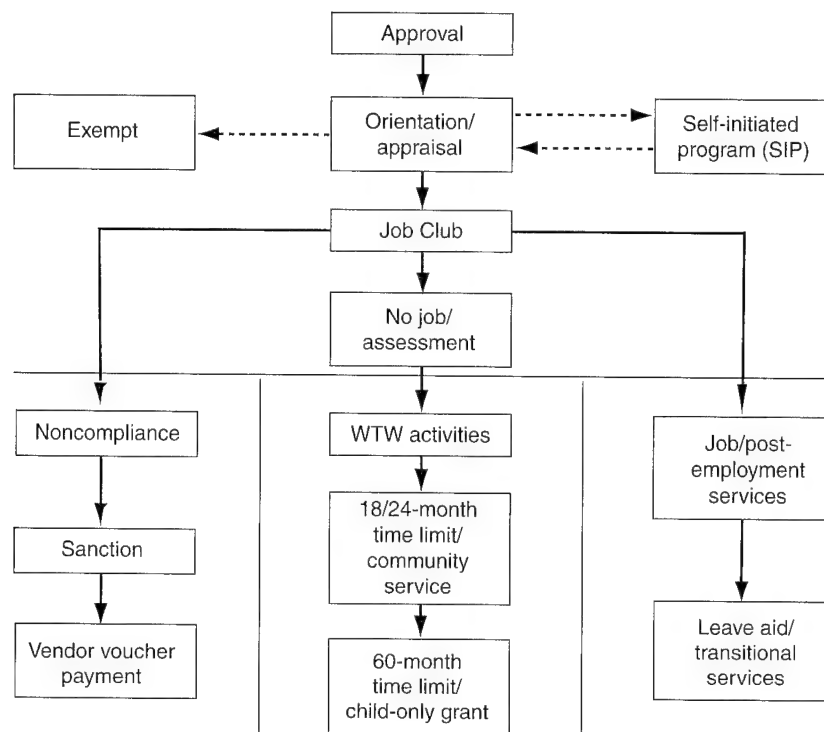 Approval
Exempt
Orientation/
appraisal
Self-initiated
program (SIP)
Job Club
No job/
assessment
Noncompliance
WTW activities
Job/post-
employment
services
Sanction
18/24-month
time limit/
community
service
Vendor voucher
payment
60-month
time limit/
child-only grant
Leave aid/
transitional
services